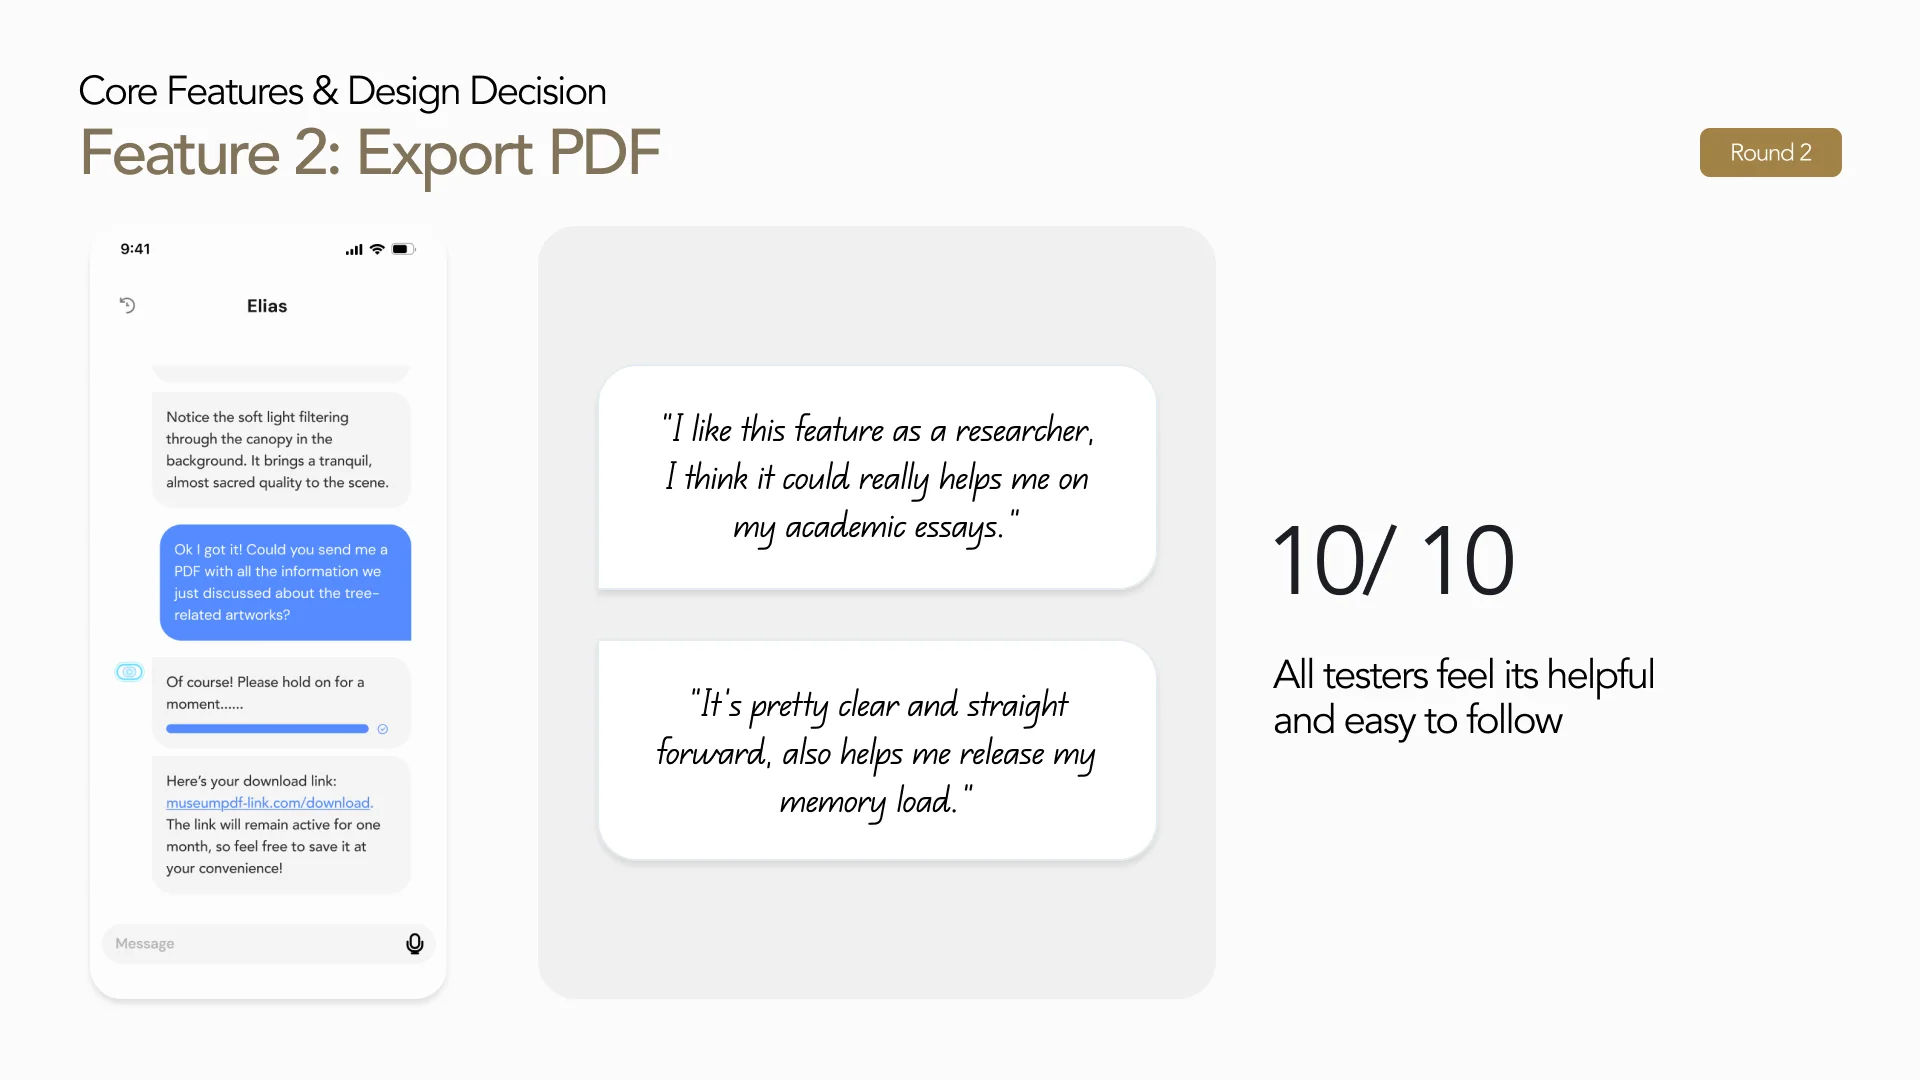 Core Features & Design Decision
Feature 2: Export PDF
Round 2
9:41
Elias
Notice the soft light filtering
through the canopy in the
background. It brings a tranquil,
almost sacred quality to the scene.
Ok I got it! Could you send me a
PDF with all the information we
just discussed about the tree-
related artworks?
Of course! Please hold on for a
moment......
Here's your download link:
museumpdf-link.com/download.
The link will remain active for one
month, so feel free to save it at
your convenience!
Message
"I like this feature as a researcher,
I think it could really helps me on
my academic essays."
"It's pretty clear and straight
forward, also helps me release my
memory load."
10/ 10
All testers feel its helpful
and easy to follow